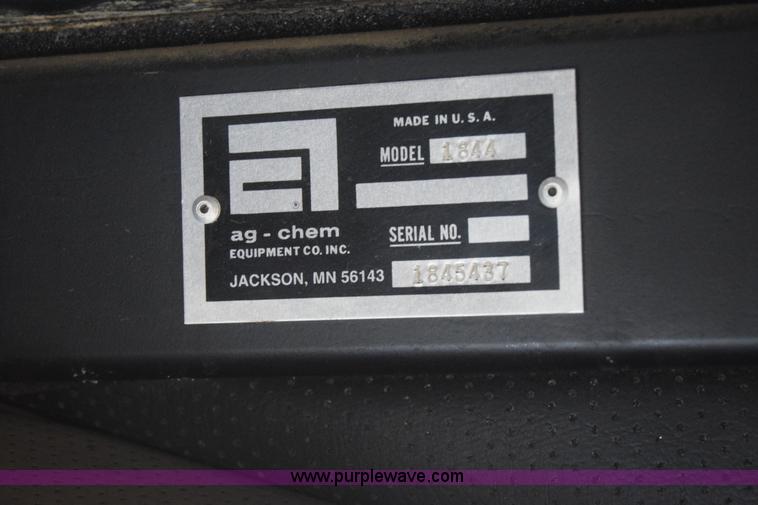 MADE IN U.S.A.
MODEL 1844
ag-chem
EQUIPMENT CO. INC.
SERIAL NO.
JACKSON, MN 56143 1845437
www.purplewave.com